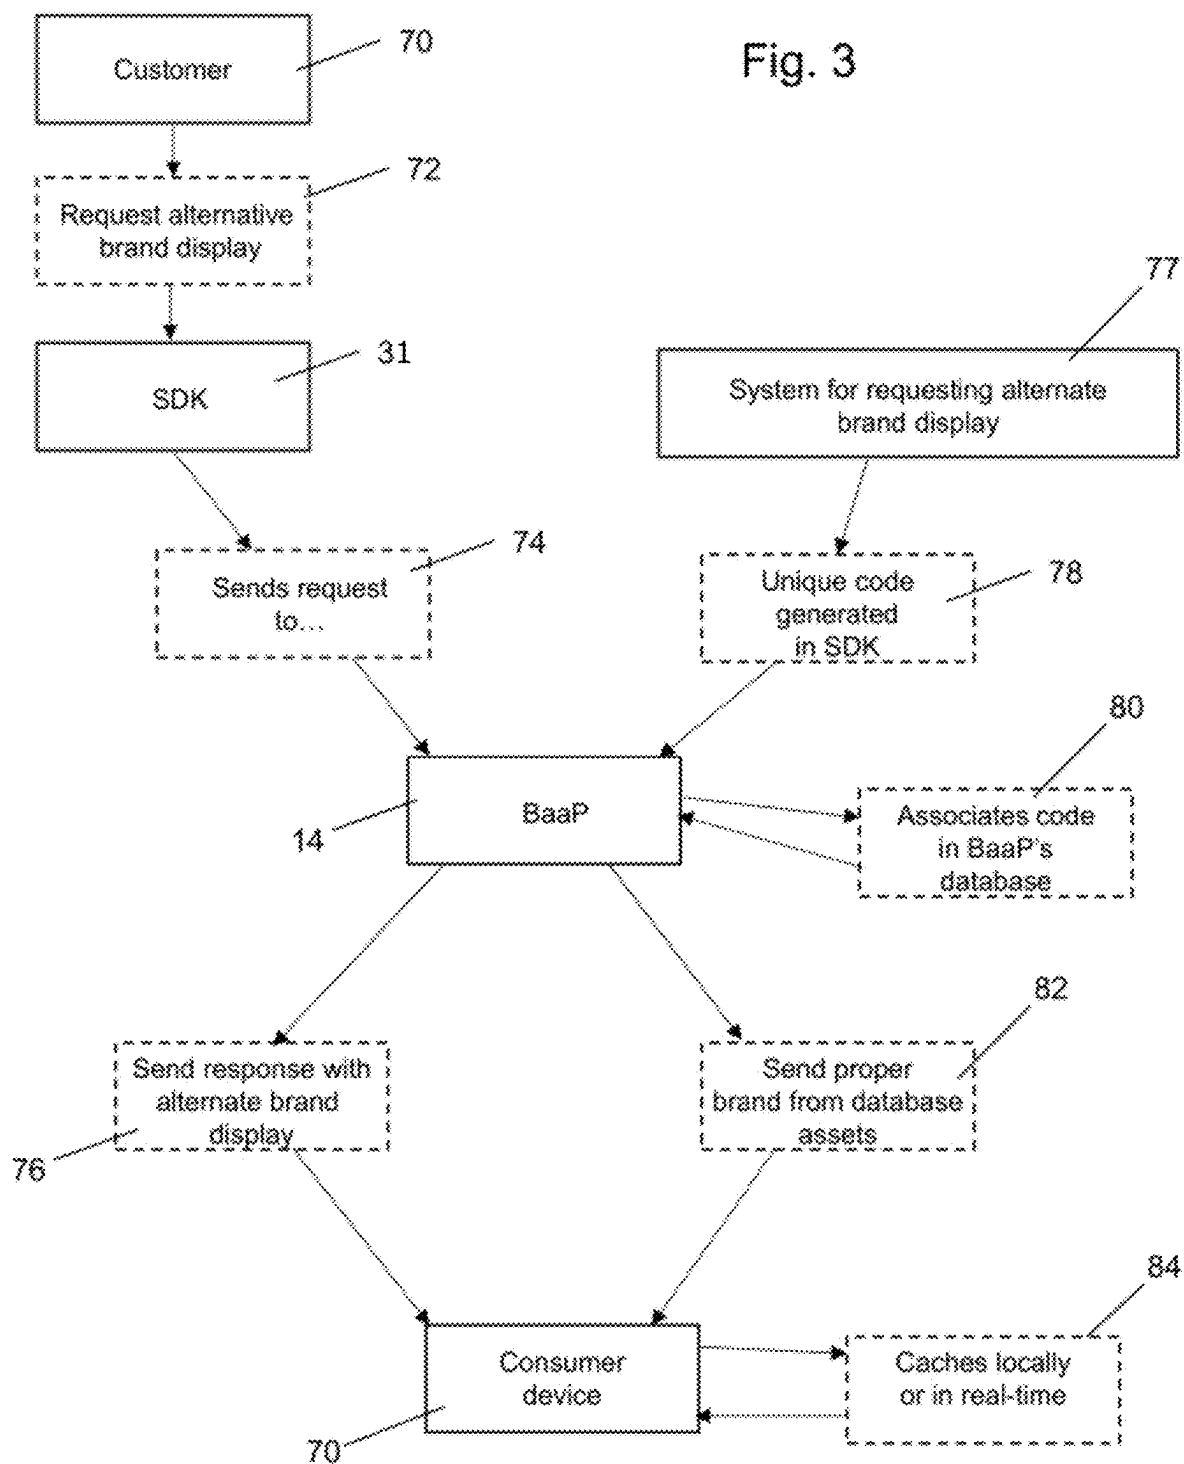 Fig. 3
Customer
70
Request alternative
brand display
72
SDK
31
System for requesting alternate
brand display
77
Sends request
to...
74
Unique code
generated
in SDK
78
BaaP
14
Associates code
in BaaP's
database
80
Send response with
alternate brand
display
76
Send proper
brand from database
assets
82
Consumer
device
70
Caches locally
or in real-time
84